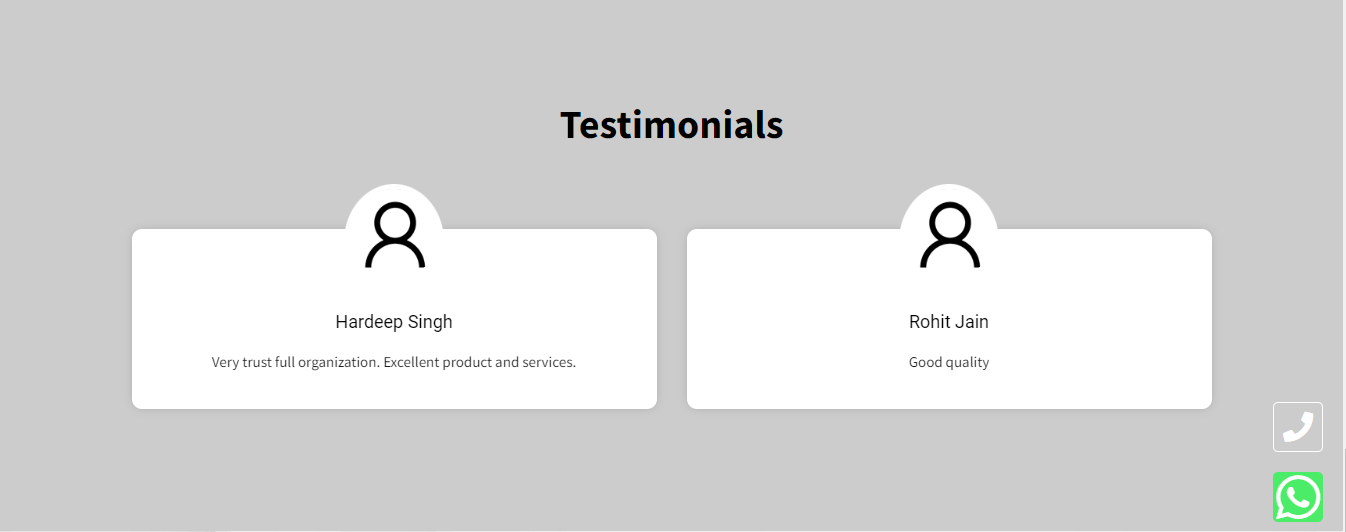 Testimonials
Hardeep Singh
Very trust full organization. Excellent product and services.
Rohit Jain
Good quality